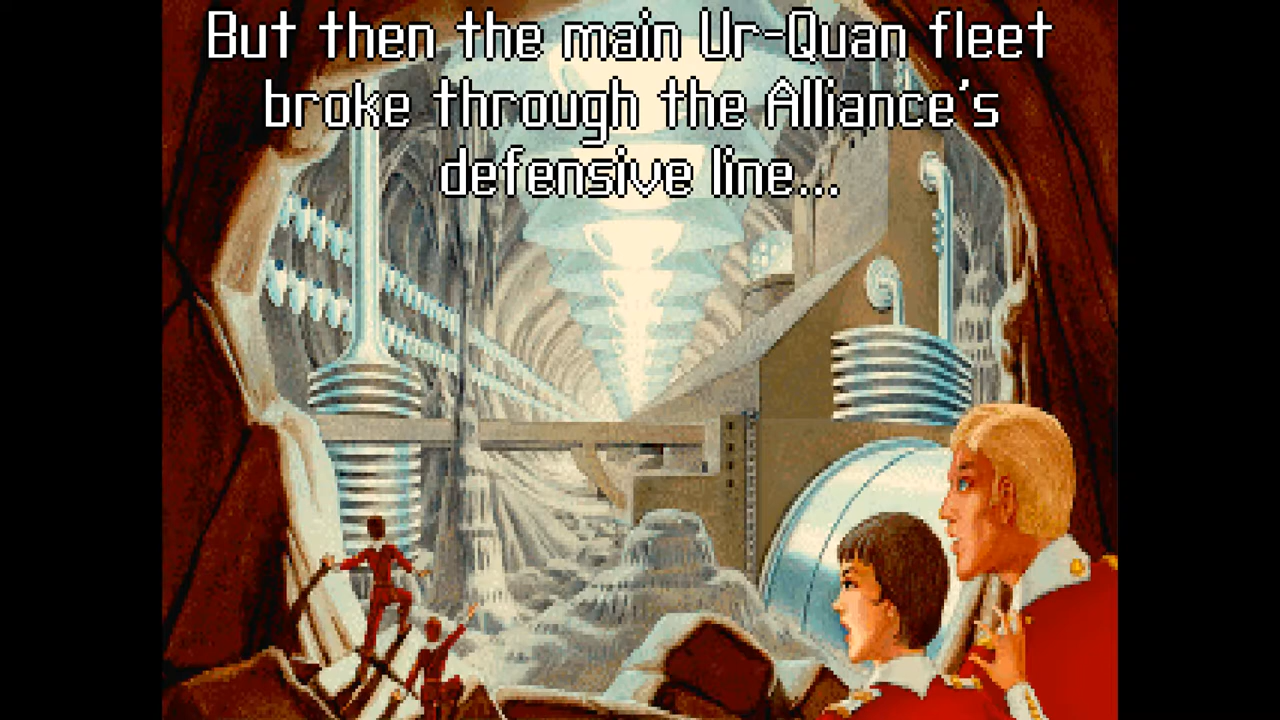 But then the main Ur-Quan fleet
broke through the Alliance's
defensive line...